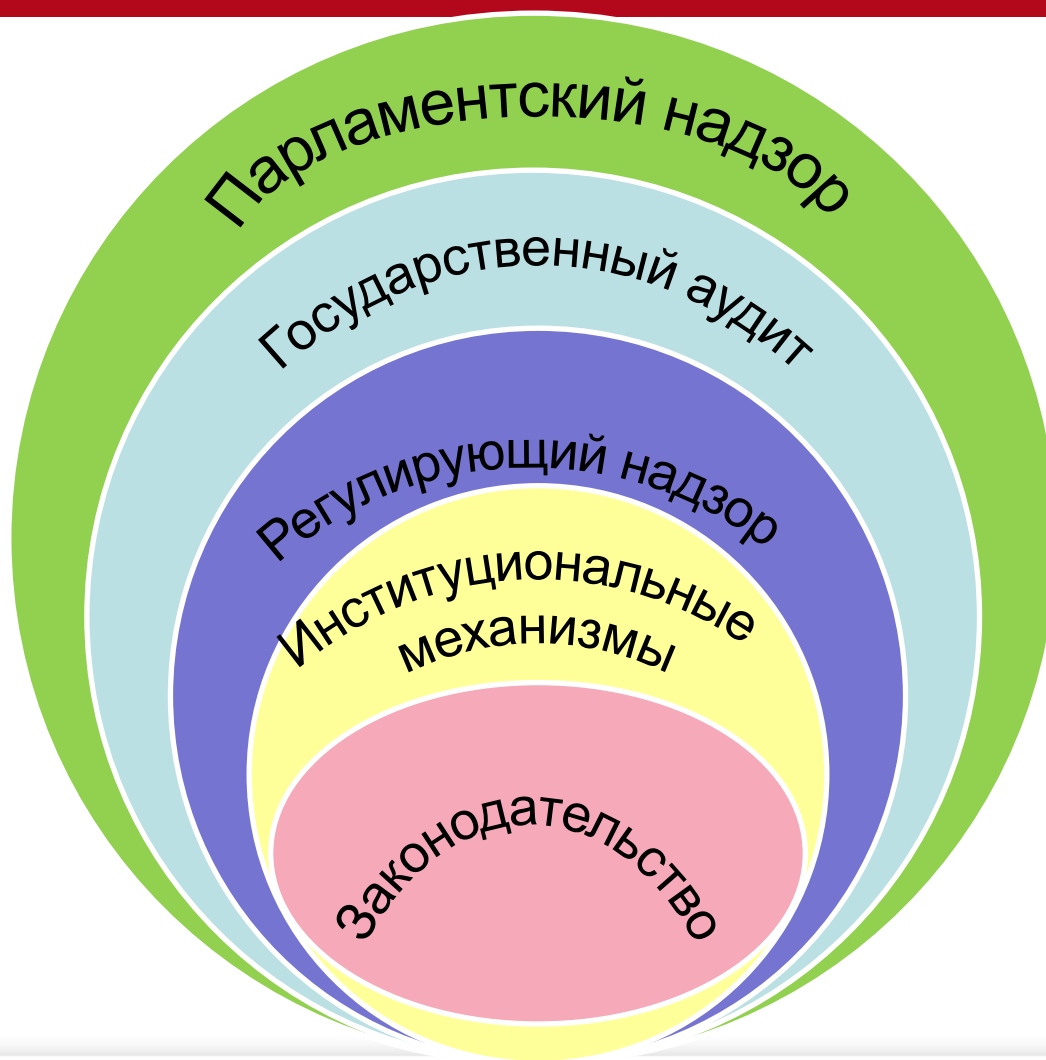 Парламентский надзор
Государственный аудит
Регулирующий надзор
Институциональные
механизмы
Законодательство